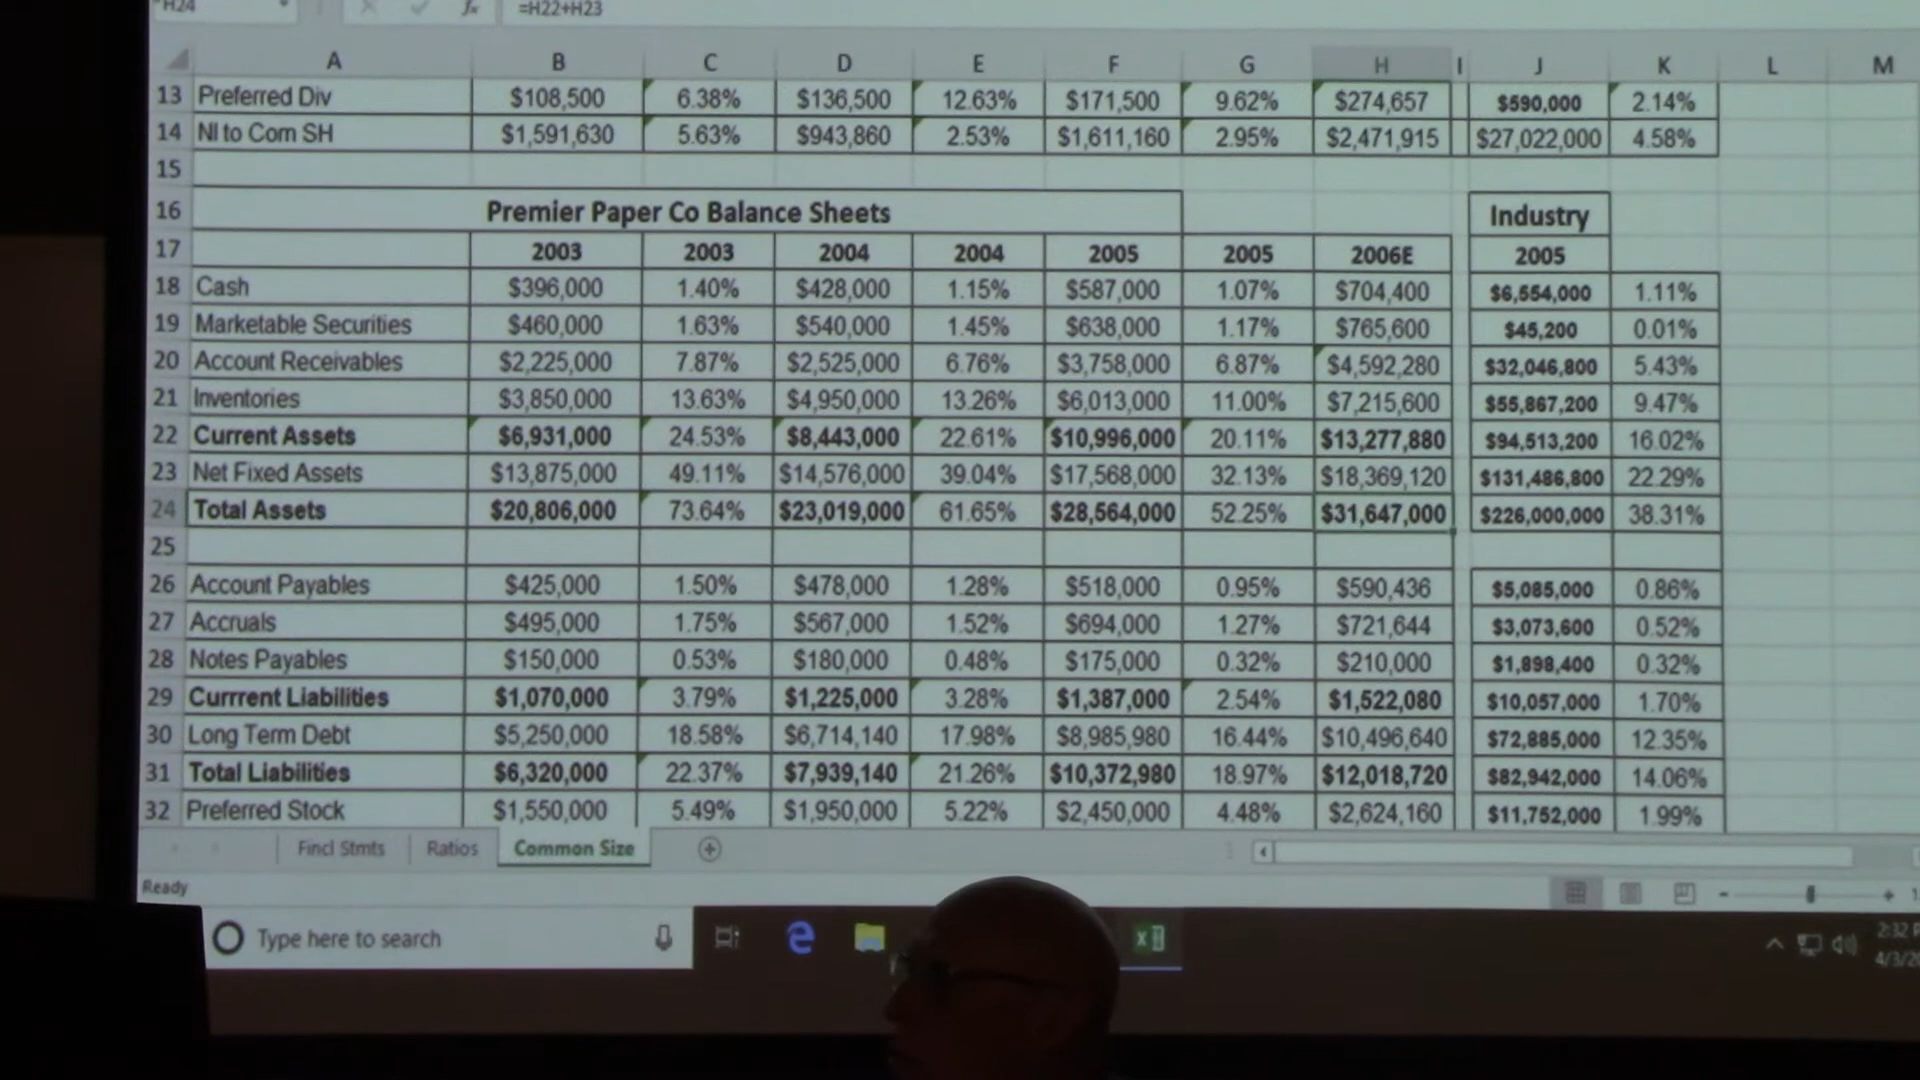 H24 fx =H22+H23
A B C D E F G H I J K L M
13 Preferred Div $108,500 6.38% $136,500 12.63% $171,500 9.62% $274,657 $590,000 2.14%
14 NI to Com SH $1,591,630 5.63% $943,860 2.53% $1,611,160 2.95% $2,471,915 $27,022,000 4.58%
15
16 Premier Paper Co Balance Sheets Industry
17 2003 2003 2004 2004 2005 2005 2006E 2005
18 Cash $396,000 1.40% $428,000 1.15% $587,000 1.07% $704,400 $6,554,000 1.11%
19 Marketable Securities $460,000 1.63% $540,000 1.45% $638,000 1.17% $765,600 $45,200 0.01%
20 Account Receivables $2,225,000 7.87% $2,525,000 6.76% $3,758,000 6.87% $4,592,280 $32,046,800 5.43%
21 Inventories $3,850,000 13.63% $4,950,000 13.26% $6,013,000 11.00% $7,215,600 $55,867,200 9.47%
22 Current Assets $6,931,000 24.53% $8,443,000 22.61% $10,996,000 20.11% $13,277,880 $94,513,200 16.02%
23 Net Fixed Assets $13,875,000 49.11% $14,576,000 39.04% $17,568,000 32.13% $18,369,120 $131,486,800 22.29%
24 Total Assets $20,806,000 73.64% $23,019,000 61.65% $28,564,000 52.25% $31,647,000 $226,000,000 38.31%
25
26 Account Payables $425,000 1.50% $478,000 1.28% $518,000 0.95% $590,436 $5,085,000 0.86%
27 Accruals $495,000 1.75% $567,000 1.52% $694,000 1.27% $721,644 $3,073,600 0.52%
28 Notes Payables $150,000 0.53% $180,000 0.48% $175,000 0.32% $210,000 $1,898,400 0.32%
29 Currrent Liabilities $1,070,000 3.79% $1,225,000 3.28% $1,387,000 2.54% $1,522,080 $10,057,000 1.70%
30 Long Term Debt $5,250,000 18.58% $6,714,140 17.98% $8,985,980 16.44% $10,496,640 $72,885,000 12.35%
31 Total Liabilities $6,320,000 22.37% $7,939,140 21.26% $10,372,980 18.97% $12,018,720 $82,942,000 14.06%
32 Preferred Stock $1,550,000 5.49% $1,950,000 5.22% $2,450,000 4.48% $2,624,160 $11,752,000 1.99%
Fincl Stmts Ratios Common Size
Ready
Type here to search
2:32 P
4/3/20